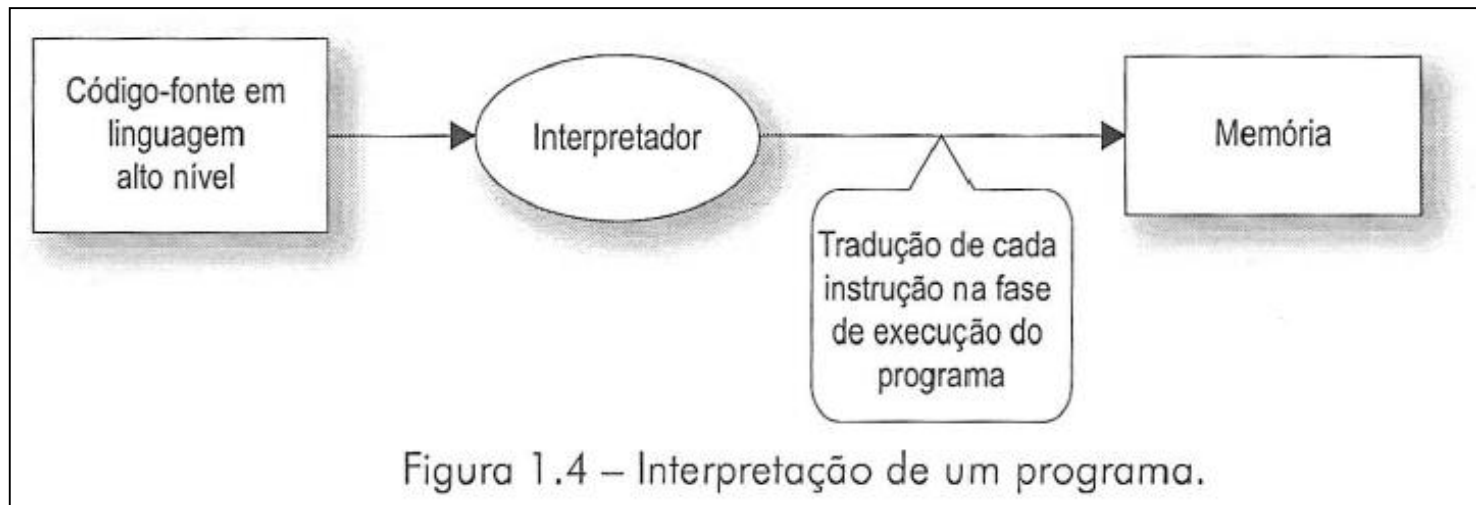 Código-fonte em
linguagem
alto nível
Interpretador
Tradução de cada
instrução na fase
de execução do
programa
Memória
Figura 1.4 – Interpretação de um programa.